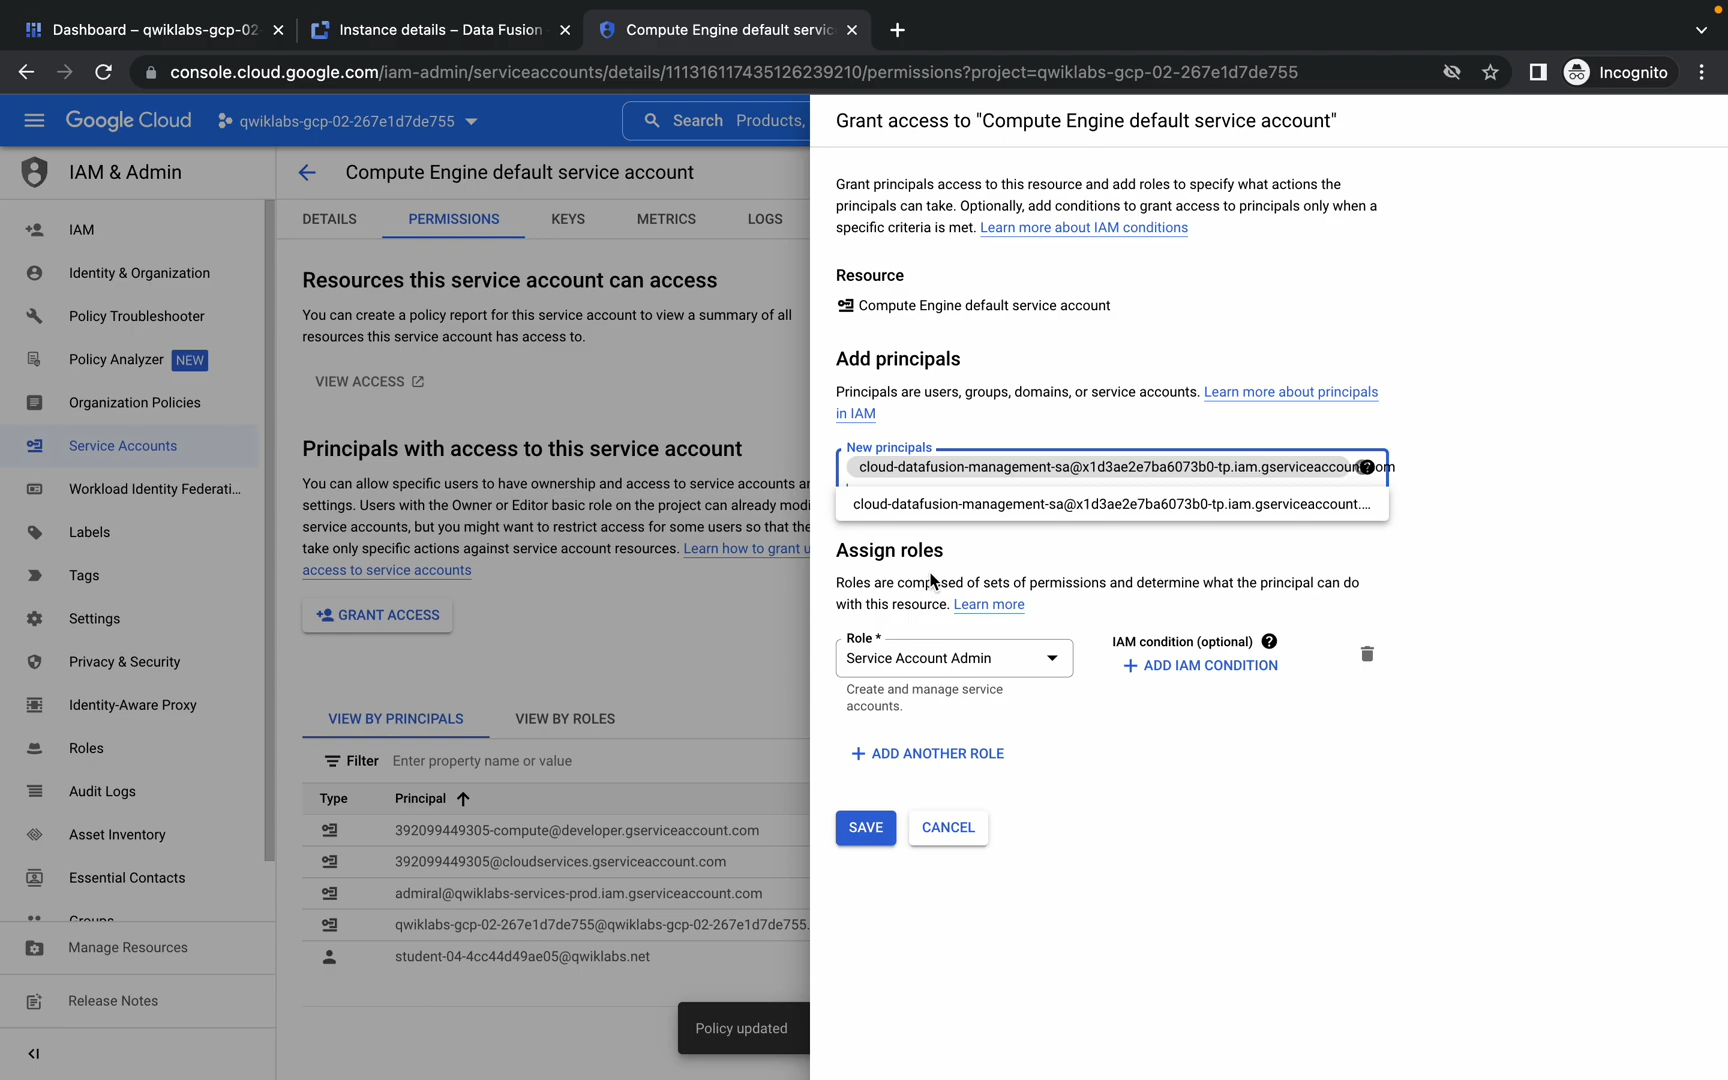 Dashboard – qwiklabs-gcp-02
Instance details – Data Fusion
Compute Engine default servic
console.cloud.google.com/iam-admin/serviceaccounts/details/111316117435126239210/permissions?project=qwiklabs-gcp-02-267e1d7de755
Incognito
Google Cloud
qwiklabs-gcp-02-267e1d7de755
Search Products,
IAM & Admin
IAM
Identity & Organization
Policy Troubleshooter
Policy Analyzer NEW
Organization Policies
Service Accounts
Workload Identity Federati...
Labels
Tags
Settings
Privacy & Security
Identity-Aware Proxy
Roles
Audit Logs
Asset Inventory
Essential Contacts
Groups
Manage Resources
Release Notes
Compute Engine default service account
DETAILS PERMISSIONS KEYS METRICS LOGS
Resources this service account can access
You can create a policy report for this service account to view a summary of all
resources this service account has access to.
VIEW ACCESS
Principals with access to this service account
You can allow specific users to have ownership and access to service accounts a
settings. Users with the Owner or Editor basic role on the project can already modi
service accounts, but you might want to restrict access for some users so that the
take only specific actions against service account resources. Learn how to grant u
access to service accounts
GRANT ACCESS
VIEW BY PRINCIPALS VIEW BY ROLES
Filter Enter property name or value
Type Principal
392099449305-compute@developer.gserviceaccount.com
392099449305@cloudservices.gserviceaccount.com
admiral@qwiklabs-services-prod.iam.gserviceaccount.com
qwiklabs-gcp-02-267e1d7de755@qwiklabs-gcp-02-267e1d7de755.
student-04-4cc44d49ae05@qwiklabs.net
Policy updated
Grant access to "Compute Engine default service account"
Grant principals access to this resource and add roles to specify what actions the
principals can take. Optionally, add conditions to grant access to principals only when a
specific criteria is met. Learn more about IAM conditions
Resource
Compute Engine default service account
Add principals
Principals are users, groups, domains, or service accounts. Learn more about principals
in IAM
New principals
cloud-datafusion-management-sa@x1d3ae2e7ba6073b0-tp.iam.gserviceaccount.com
cloud-datafusion-management-sa@x1d3ae2e7ba6073b0-tp.iam.gserviceaccount....
Assign roles
Roles are composed of sets of permissions and determine what the principal can do
with this resource. Learn more
Role *
Service Account Admin
Create and manage service
accounts.
IAM condition (optional)
+ ADD IAM CONDITION
+ ADD ANOTHER ROLE
SAVE CANCEL